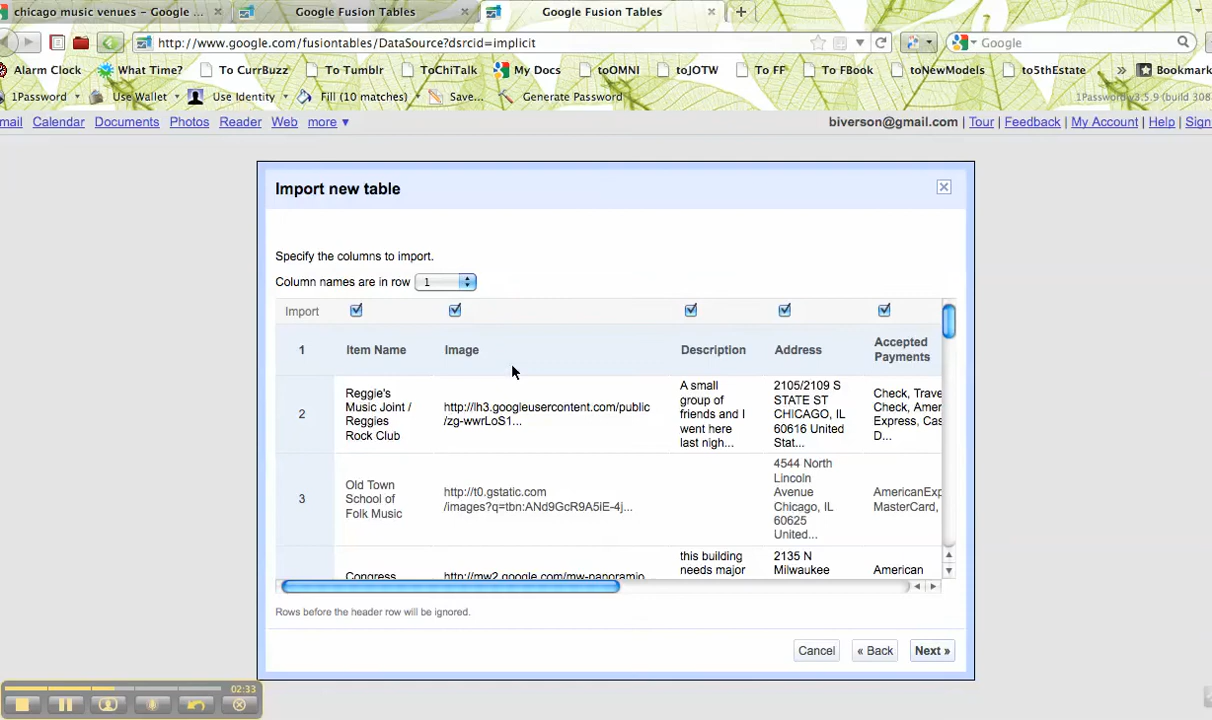 chicago music venues – Google ...
Google Fusion Tables
Google Fusion Tables
http://www.google.com/fusiontables/DataSource?dsrcid=implicit
Google
Alarm Clock
What Time?
To CurrBuzz
To Tumblr
ToChiTalk
My Docs
toOMNI
toJOTW
To FF
To FBook
toNewModels
to5thEstate
»
Bookmark
1Password
Use Wallet
Use Identity
Fill (10 matches)
Save...
Generate Password
1Password v3.5.9 (build 308
mail Calendar Documents Photos Reader Web more ▼
biverson@gmail.com | Tour | Feedback | My Account | Help | Sign
Import new table
Specify the columns to import.
Column names are in row 1
Import
1 Item Name Image Description Address Accepted
Payments
2
Reggie's
Music Joint /
Reggies
Rock Club
http://lh3.googleusercontent.com/public
/zg-wwrLoS1...
A small
group of
friends and I
went here
last nigh...
2105/2109 S
STATE ST
CHICAGO, IL
60616 United
Stat...
Check, Trave
Check, Amer
Express, Cas
D...
3
Old Town
School of
Folk Music
http://t0.gstatic.com
/images?q=tbn:ANd9GcR9A5iE-4j...
4544 North
Lincoln
Avenue
Chicago, IL
60625
United...
AmericanExp
MasterCard,
Congress
http://mw2.google.com/mw-panoramio
this building
needs major
2135 N
Milwaukee
American
Rows before the header row will be ignored.
Cancel
« Back
Next »
02:33